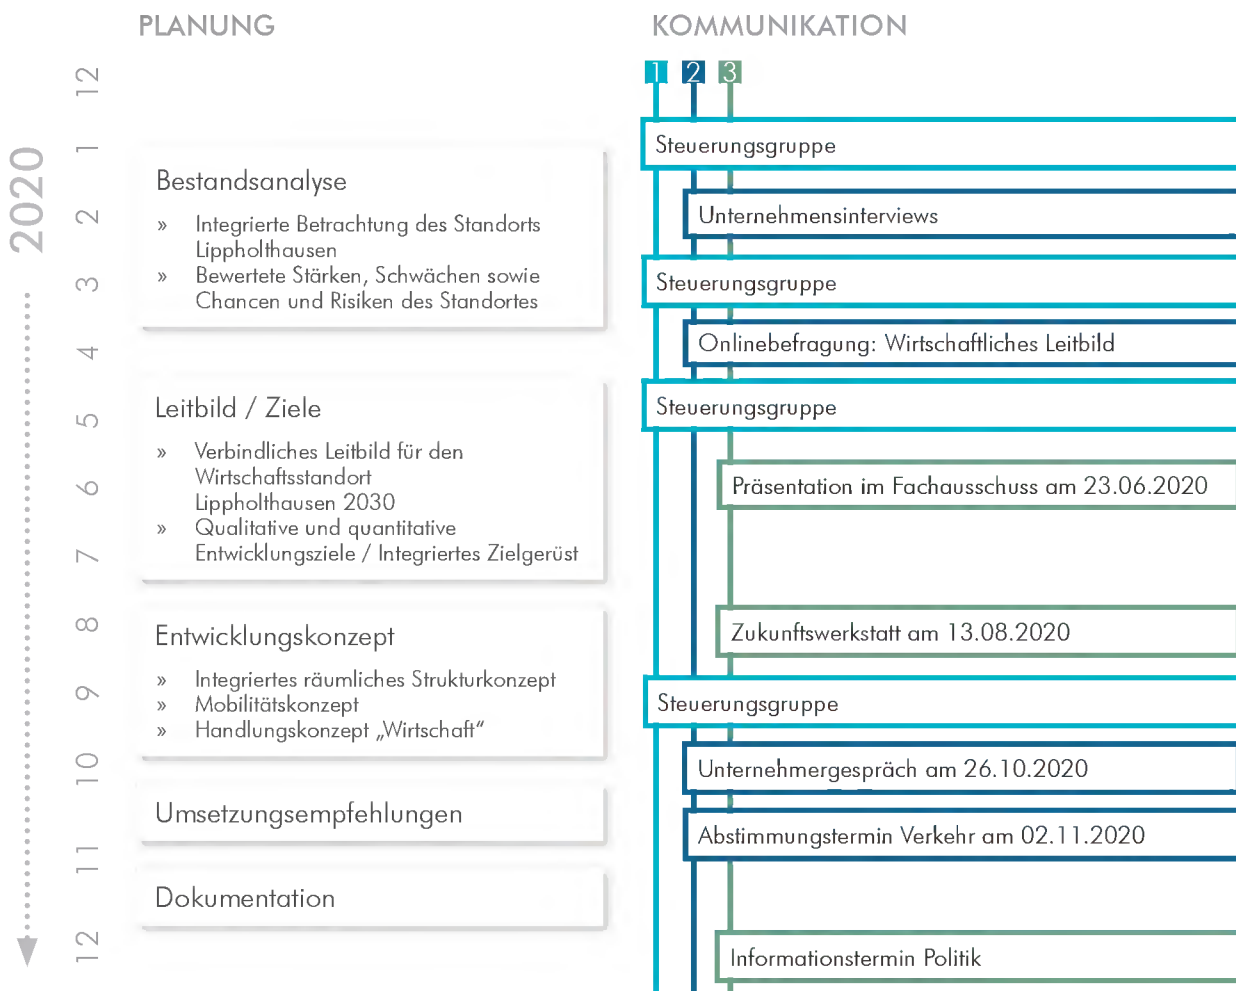 PLANUNG
KOMMUNIKATION
2020
12
1
2
3
4
5
6
7
8
9
10
11
12
Bestandsanalyse
» Integrierte Betrachtung des Standorts
Lippholthausen
» Bewertete Stärken, Schwächen sowie
Chancen und Risiken des Standortes
Leitbild / Ziele
» Verbindliches Leitbild für den
Wirtschaftsstandort
Lippholthausen 2030
» Qualitative und quantitative
Entwicklungsziele / Integriertes Zielgerüst
Entwicklungskonzept
» Integriertes räumliches Strukturkonzept
» Mobilitätskonzept
» Handlungskonzept „Wirtschaft“
Umsetzungsempfehlungen
Dokumentation
1 2 3
Steuerungsgruppe
Unternehmensinterviews
Steuerungsgruppe
Onlinebefragung: Wirtschaftliches Leitbild
Steuerungsgruppe
Präsentation im Fachausschuss am 23.06.2020
Zukunftswerkstatt am 13.08.2020
Steuerungsgruppe
Unternehmergespräch am 26.10.2020
Abstimmungstermin Verkehr am 02.11.2020
Informationstermin Politik